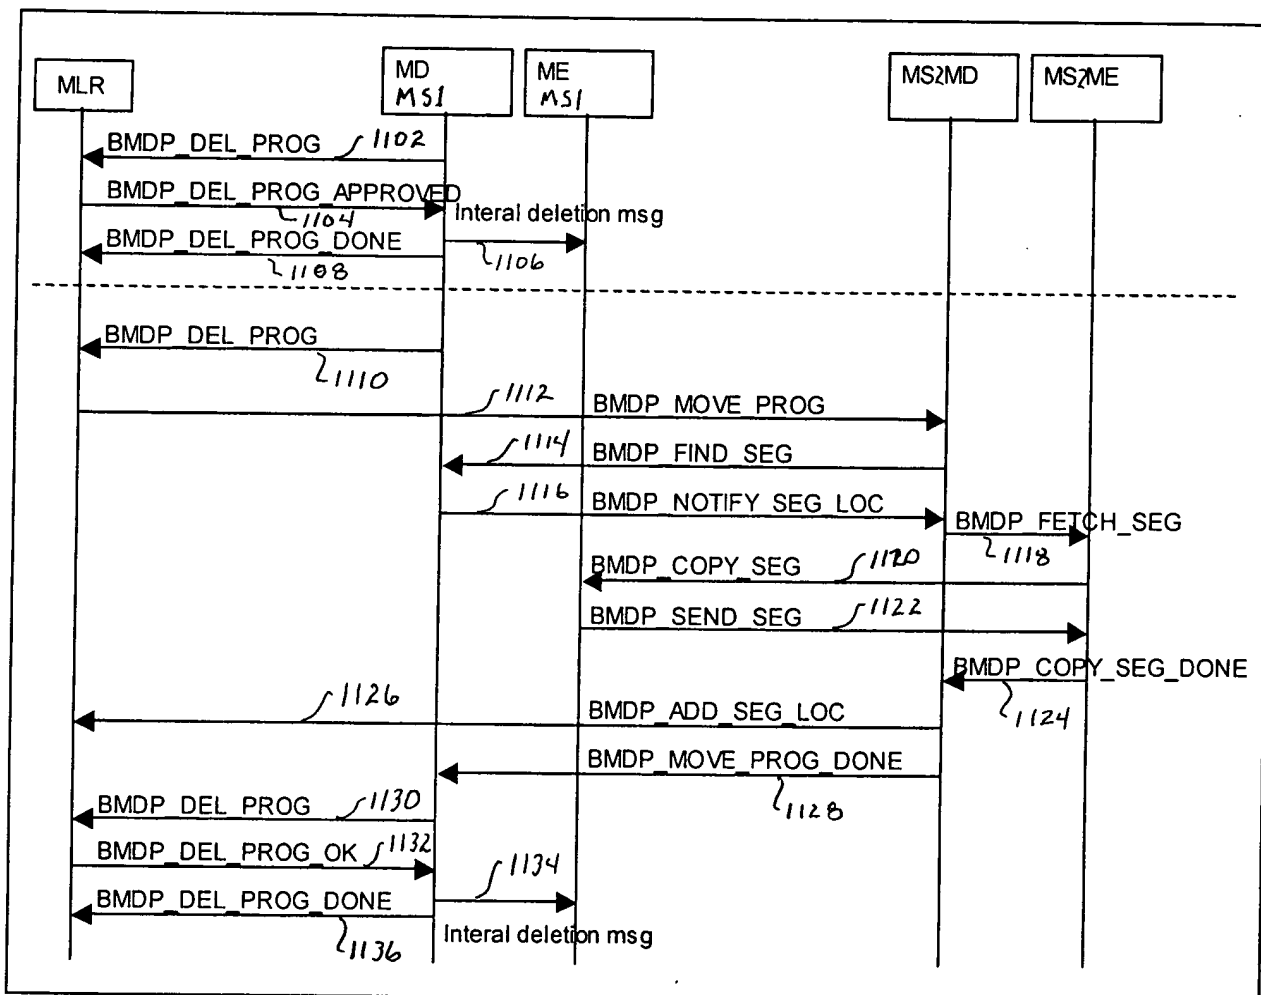 MLR
MD
MS1
ME
MS1
MS2MD
MS2ME
BMDP_DEL_PROG 1102
BMDP_DEL_PROG_APPROVED
1104
Interal deletion msg
BMDP_DEL_PROG_DONE
1108
1106
BMDP_DEL_PROG
1110
1112 BMDP_MOVE_PROG
1114 BMDP_FIND_SEG
1116 BMDP_NOTIFY_SEG_LOC
BMDP_FETCH_SEG
1118
BMDP_COPY_SEG 1120
BMDP_SEND_SEG 1122
BMDP_COPY_SEG_DONE
1124
1126 BMDP_ADD_SEG_LOC
BMDP_MOVE_PROG_DONE
1128
BMDP_DEL_PROG 1130
BMDP_DEL_PROG_OK 1132
1134
BMDP_DEL_PROG_DONE
1136
Interal deletion msg